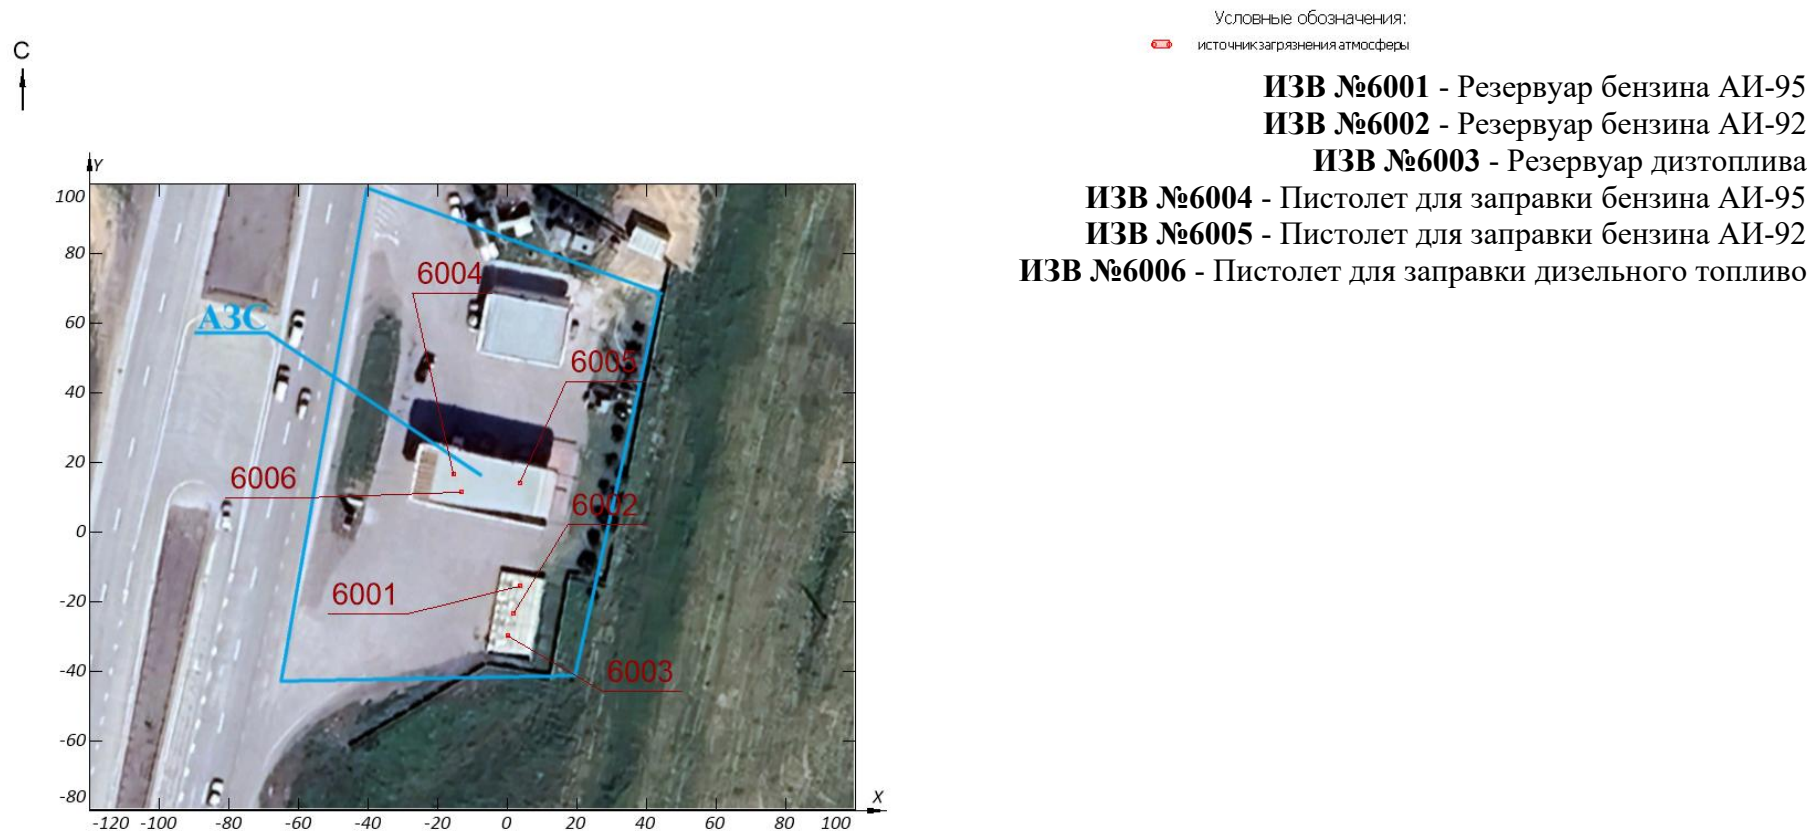 Условные обозначения:
источник загрязнения атмосферы
С
ИЗВ №6001 - Резервуар бензина АИ-95
ИЗВ №6002 - Резервуар бензина АИ-92
ИЗВ №6003 - Резервуар дизтоплива
ИЗВ №6004 - Пистолет для заправки бензина АИ-95
ИЗВ №6005 - Пистолет для заправки бензина АИ-92
ИЗВ №6006 - Пистолет для заправки дизельного топливо
Y
100
80
6004
60
АЗС
6005
40
20
6006
6002
0
6001
-20
6003
-40
-60
-80
X
-120 -100 -80 -60 -40 -20 0 20 40 60 80 100